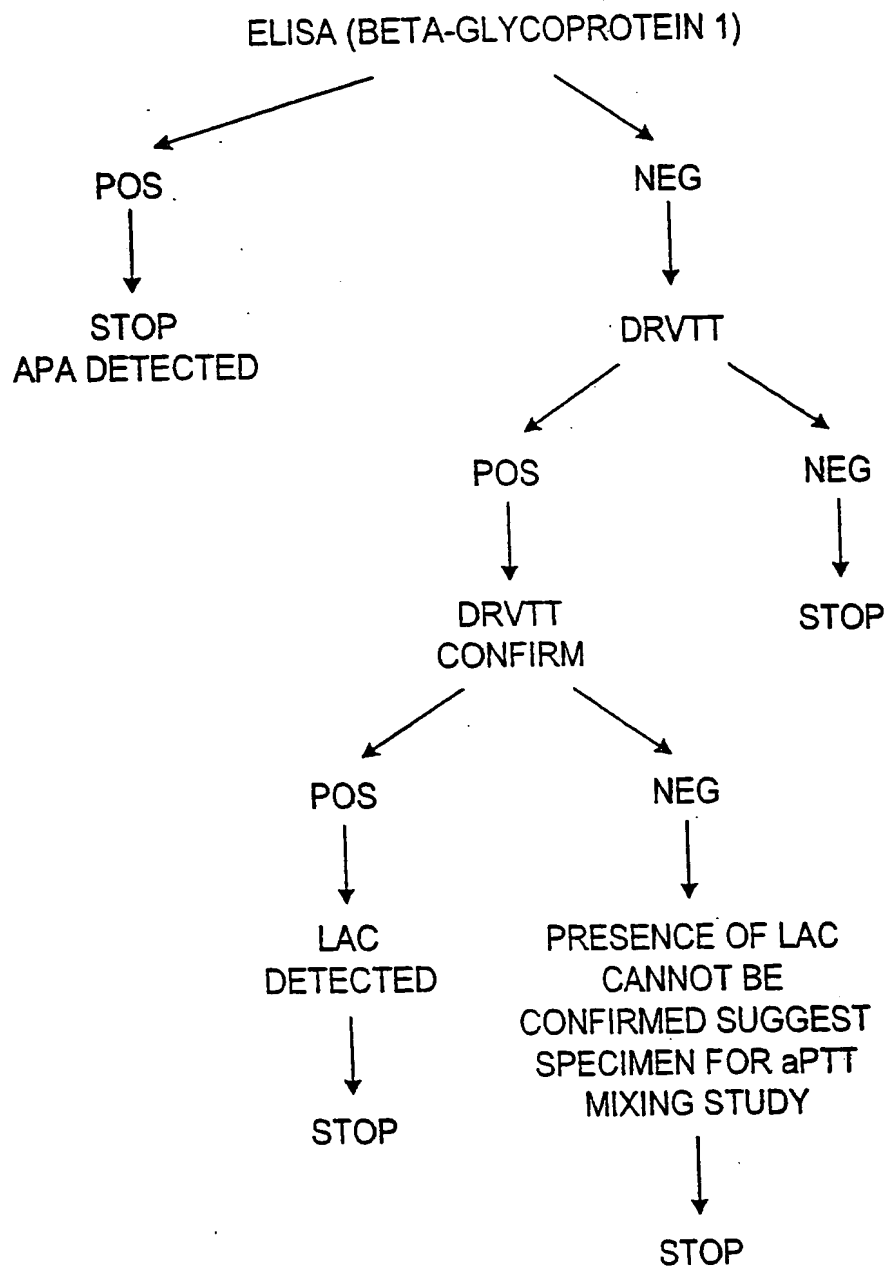 ELISA (BETA-GLYCOPROTEIN 1)
POS
NEG
STOP
APA DETECTED
DRVTT
POS
NEG
DRVTT
CONFIRM
STOP
POS
NEG
LAC
DETECTED
PRESENCE OF LAC
CANNOT BE
CONFIRMED SUGGEST
SPECIMEN FOR aPTT
MIXING STUDY
STOP
STOP